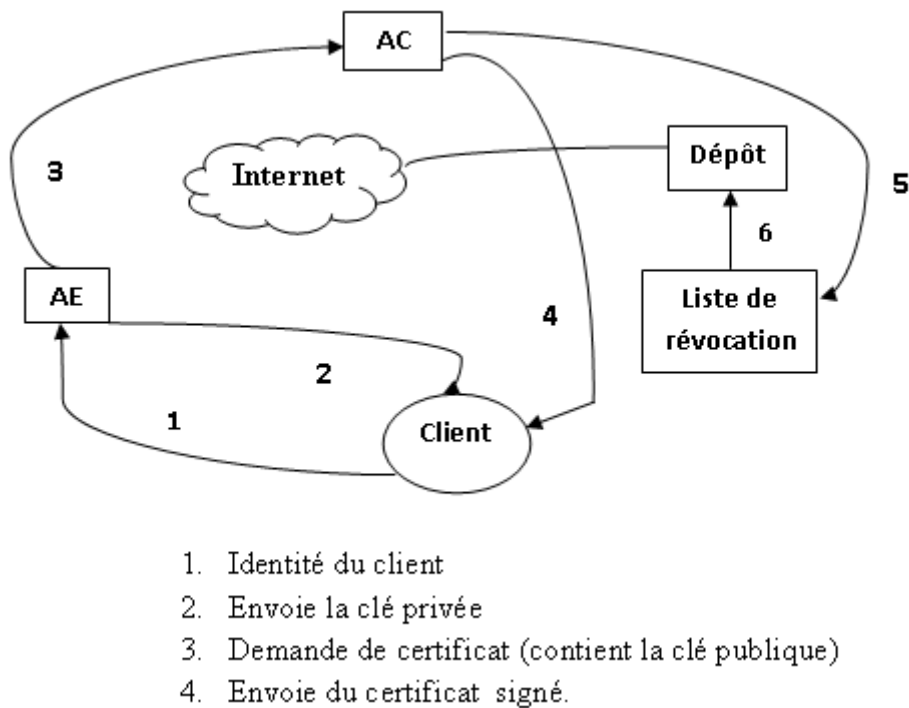 AC
3
Internet
Dépôt
5
6
AE
Liste de
révocation
4
2
1
Client
1. Identité du client
2. Envoie la clé privée
3. Demande de certificat (contient la clé publique)
4. Envoie du certificat signé.